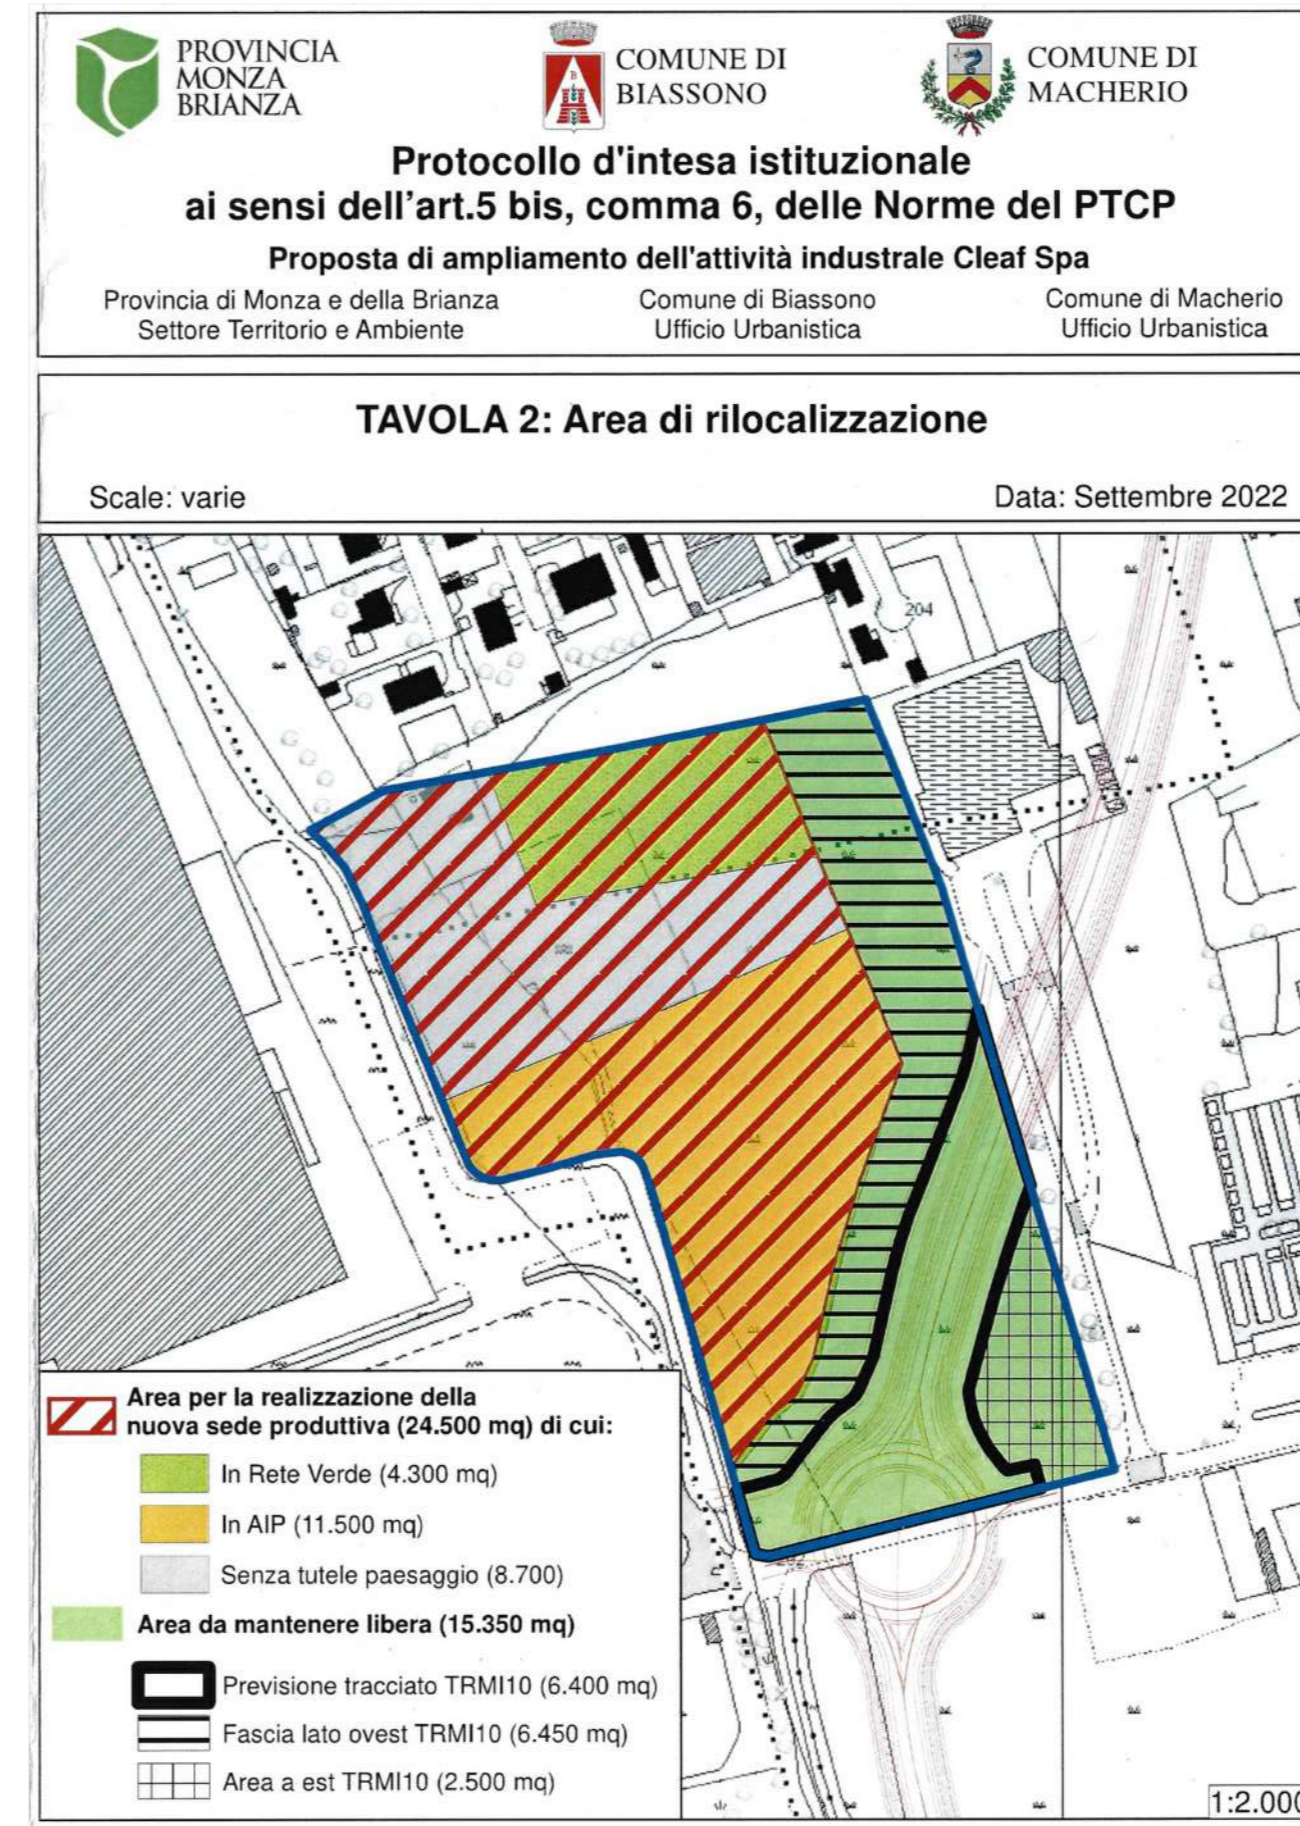 PROVINCIA
MONZA
BRIANZA
COMUNE DI
BIASSONO
COMUNE DI
MACHERIO
Protocollo d'intesa istituzionale
ai sensi dell'art.5 bis, comma 6, delle Norme del PTCP
Proposta di ampliamento dell'attività industrale Cleaf Spa
Provincia di Monza e della Brianza
Settore Territorio e Ambiente
Comune di Biassono
Ufficio Urbanistica
Comune di Macherio
Ufficio Urbanistica
TAVOLA 2: Area di rilocalizzazione
Scale: varie
Data: Settembre 2022
204
Area per la realizzazione della
nuova sede produttiva (24.500 mq) di cui:
In Rete Verde (4.300 mq)
In AIP (11.500 mq)
Senza tutele paesaggio (8.700)
Area da mantenere libera (15.350 mq)
Previsione tracciato TRMI10 (6.400 mq)
Fascia lato ovest TRMI10 (6.450 mq)
Area a est TRMI10 (2.500 mq)
1:2.000